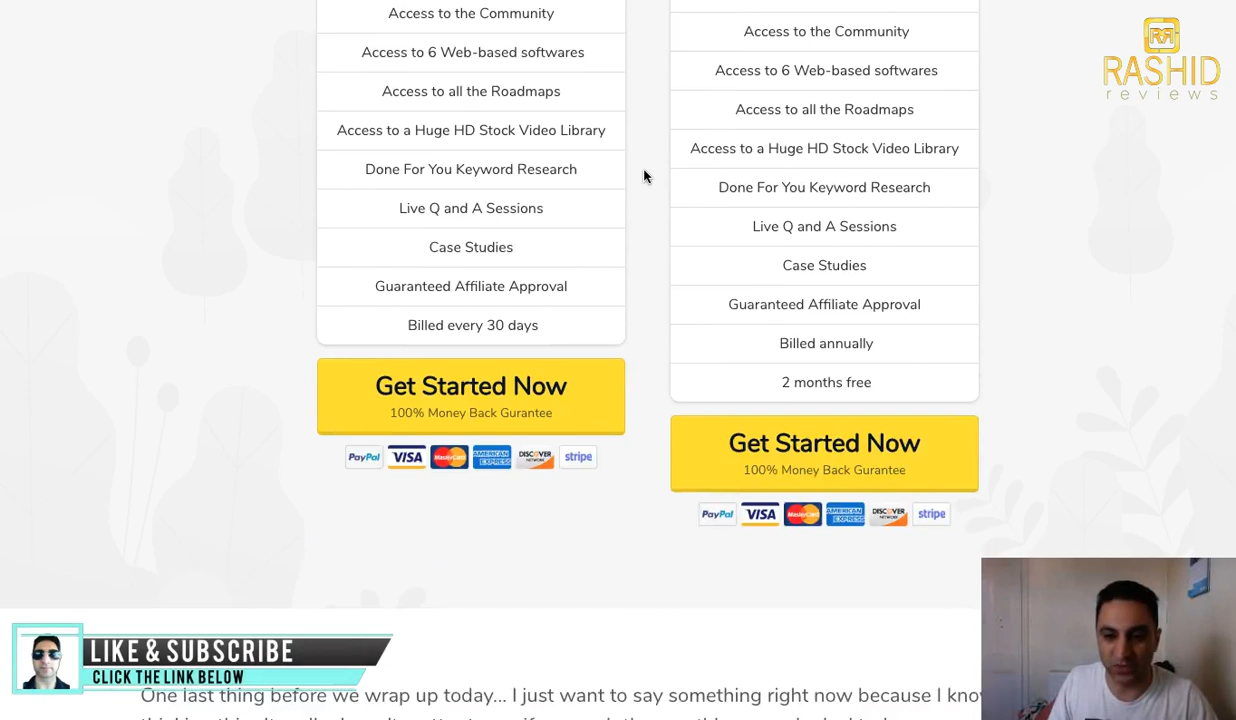 Access to the Community
Access to 6 Web-based softwares
Access to all the Roadmaps
Access to a Huge HD Stock Video Library
Done For You Keyword Research
Live Q and A Sessions
Case Studies
Guaranteed Affiliate Approval
Billed every 30 days
Get Started Now
100% Money Back Gurantee
PayPal VISA MasterCard AMERICAN EXPRESS DISCOVER NETWORK stripe
Access to the Community
Access to 6 Web-based softwares
Access to all the Roadmaps
Access to a Huge HD Stock Video Library
Done For You Keyword Research
Live Q and A Sessions
Case Studies
Guaranteed Affiliate Approval
Billed annually
2 months free
Get Started Now
100% Money Back Gurantee
PayPal VISA MasterCard AMERICAN EXPRESS DISCOVER NETWORK stripe
RR
RASHID
reviews
LIKE & SUBSCRIBE
CLICK THE LINK BELOW
One last thing before we wrap up today... I just want to say something right now because I